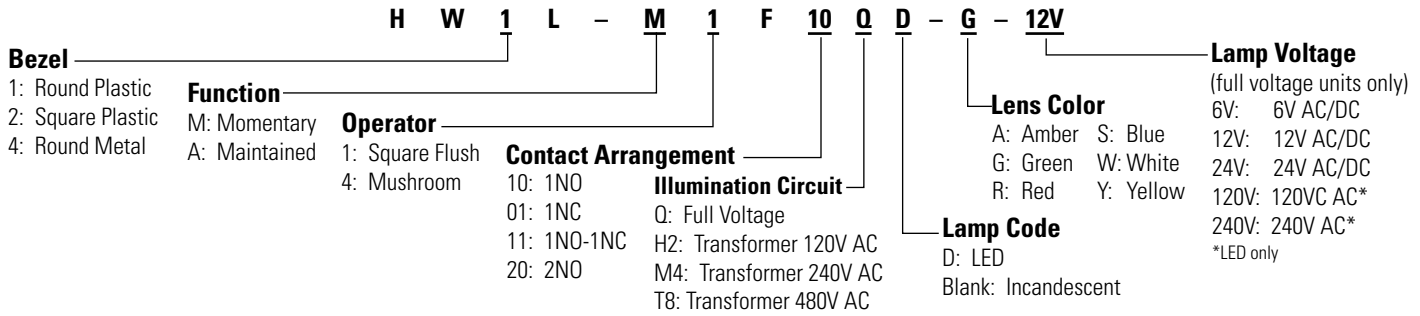 H W 1 L – M 1 F 10 Q D – G – 12V
Bezel
1: Round Plastic
2: Square Plastic
4: Round Metal
Function
M: Momentary
A: Maintained
Operator
1: Square Flush
4: Mushroom
Contact Arrangement
10: 1NO
01: 1NC
11: 1NO-1NC
20: 2NO
Illumination Circuit
Q: Full Voltage
H2: Transformer 120V AC
M4: Transformer 240V AC
T8: Transformer 480V AC
Lamp Code
D: LED
Blank: Incandescent
Lens Color
A: Amber S: Blue
G: Green W: White
R: Red Y: Yellow
Lamp Voltage
(full voltage units only)
6V: 6V AC/DC
12V: 12V AC/DC
24V: 24V AC/DC
120V: 120VC AC*
240V: 240V AC*
*LED only